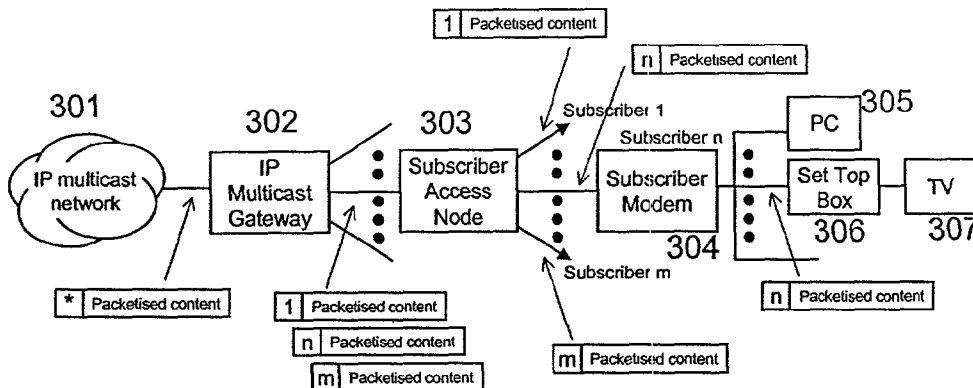 1 Packetised content
n Packetised content
301
302
303
Subscriber 1
305
PC
IP multicast
network
IP
Multicast
Gateway
Subscriber
Access
Node
Subscriber n
Subscriber
Modem
304
Set Top
Box
306
TV
307
Subscriber m
* Packetised content
1 Packetised content
n Packetised content
m Packetised content
m Packetised content
n Packetised content